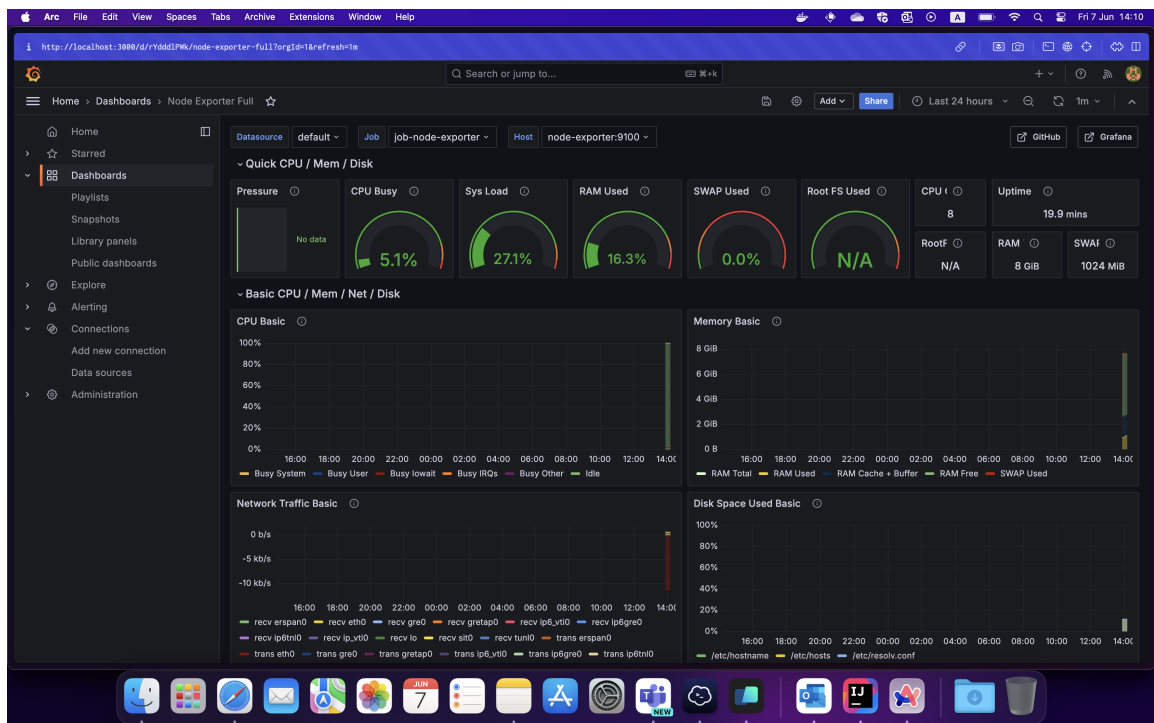 Arc File Edit View Spaces Tabs Archive Extensions Window Help A Fri 7 Jun 14:10
i http://localhost:3000/d/rYdddlPWk/node-exporter-full?orgId=1&refresh=1m
Search or jump to... ⌘+k
Home › Dashboards › Node Exporter Full Add Share Last 24 hours 1m
Home
Starred
Dashboards
Playlists
Snapshots
Library panels
Public dashboards
Explore
Alerting
Connections
Add new connection
Data sources
Administration
Datasource default Job job-node-exporter Host node-exporter:9100 GitHub Grafana
Quick CPU / Mem / Disk
Pressure CPU Busy Sys Load RAM Used SWAP Used Root FS Used CPU ( Uptime
8 19.9 mins
No data 5.1% 27.1% 16.3% 0.0% N/A
RootF RAM SWAF
N/A 8 GiB 1024 MiB
Basic CPU / Mem / Net / Disk
CPU Basic
100%
80%
60%
40%
20%
0%
16:00 18:00 20:00 22:00 00:00 02:00 04:00 06:00 08:00 10:00 12:00 14:00
Busy System Busy User Busy Iowait Busy IRQs Busy Other Idle
Memory Basic
8 GiB
6 GiB
4 GiB
2 GiB
0 B
16:00 18:00 20:00 22:00 00:00 02:00 04:00 06:00 08:00 10:00 12:00 14:00
RAM Total RAM Used RAM Cache + Buffer RAM Free SWAP Used
Network Traffic Basic
0 b/s
-5 kb/s
-10 kb/s
16:00 18:00 20:00 22:00 00:00 02:00 04:00 06:00 08:00 10:00 12:00 14:00
recv erspan0 recv eth0 recv gre0 recv gretap0 recv ip6_vti0 recv ip6gre0
recv ip6tnl0 recv ip_vti0 recv lo recv sit0 recv tunl0 trans erspan0
trans eth0 trans gre0 trans gretap0 trans ip6_vti0 trans ip6gre0 trans ip6tnl0
Disk Space Used Basic
100%
80%
60%
40%
20%
0%
16:00 18:00 20:00 22:00 00:00 02:00 04:00 06:00 08:00 10:00 12:00 14:00
/etc/hostname /etc/hosts /etc/resolv.conf
JUN
7
NEW
IJ